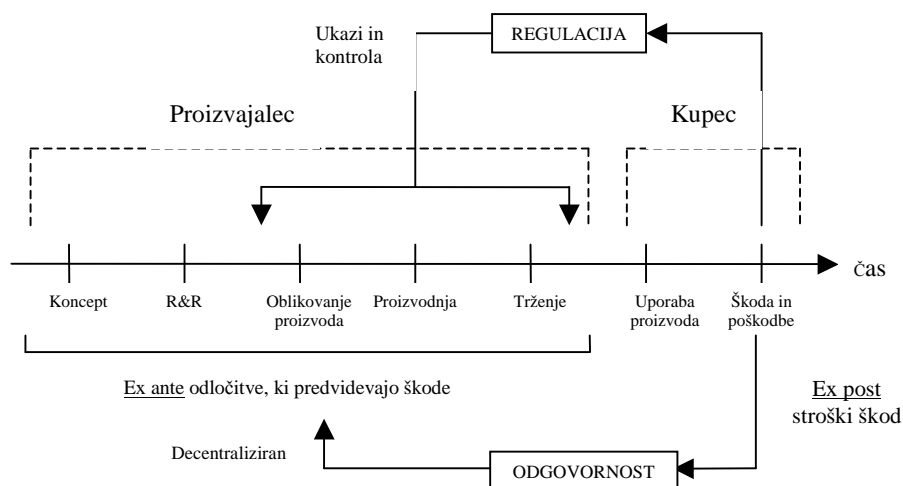 Ukazi in
kontrola
REGULACIJA
Proizvajalec
Kupec
čas
Koncept
R&R
Oblikovanje
proizvoda
Proizvodnja
Trženje
Uporaba
proizvoda
Škoda in
poškodbe
Ex ante odločitve, ki predvidevajo škode
Ex post
stroški škod
Decentraliziran
ODGOVORNOST